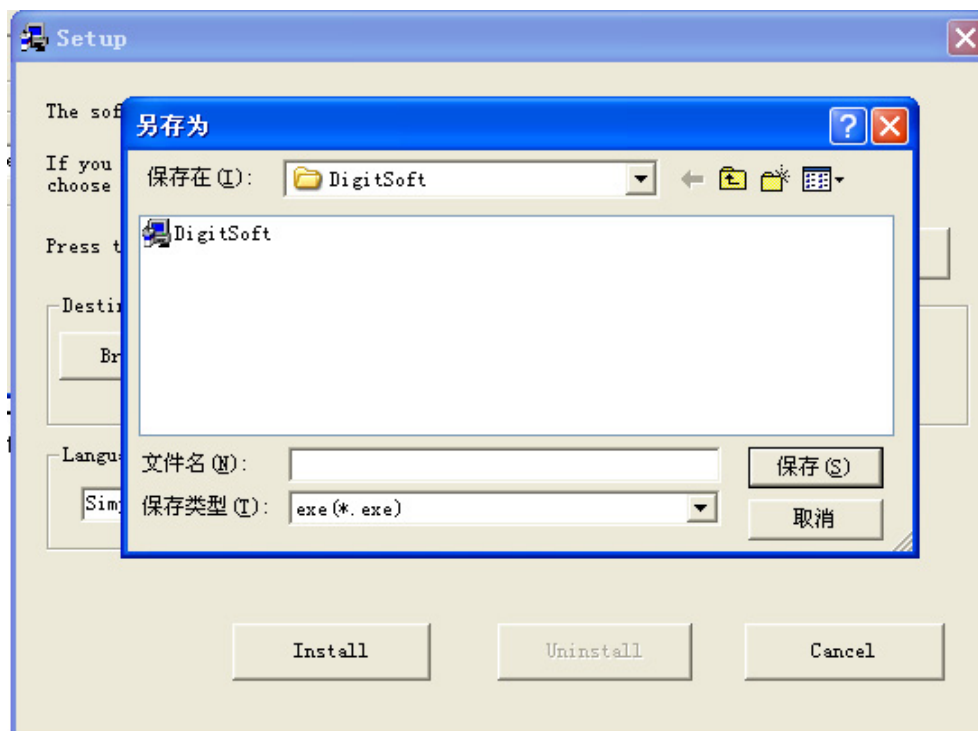 Setup
The sof
另存为
If you
choose
保存在(I):
DigitSoft
DigitSoft
Press t
Destin
Br
文件名(N):
保存(S)
Langu
Sim
保存类型(T):
exe(*.exe)
取消
Install
Uninstall
Cancel